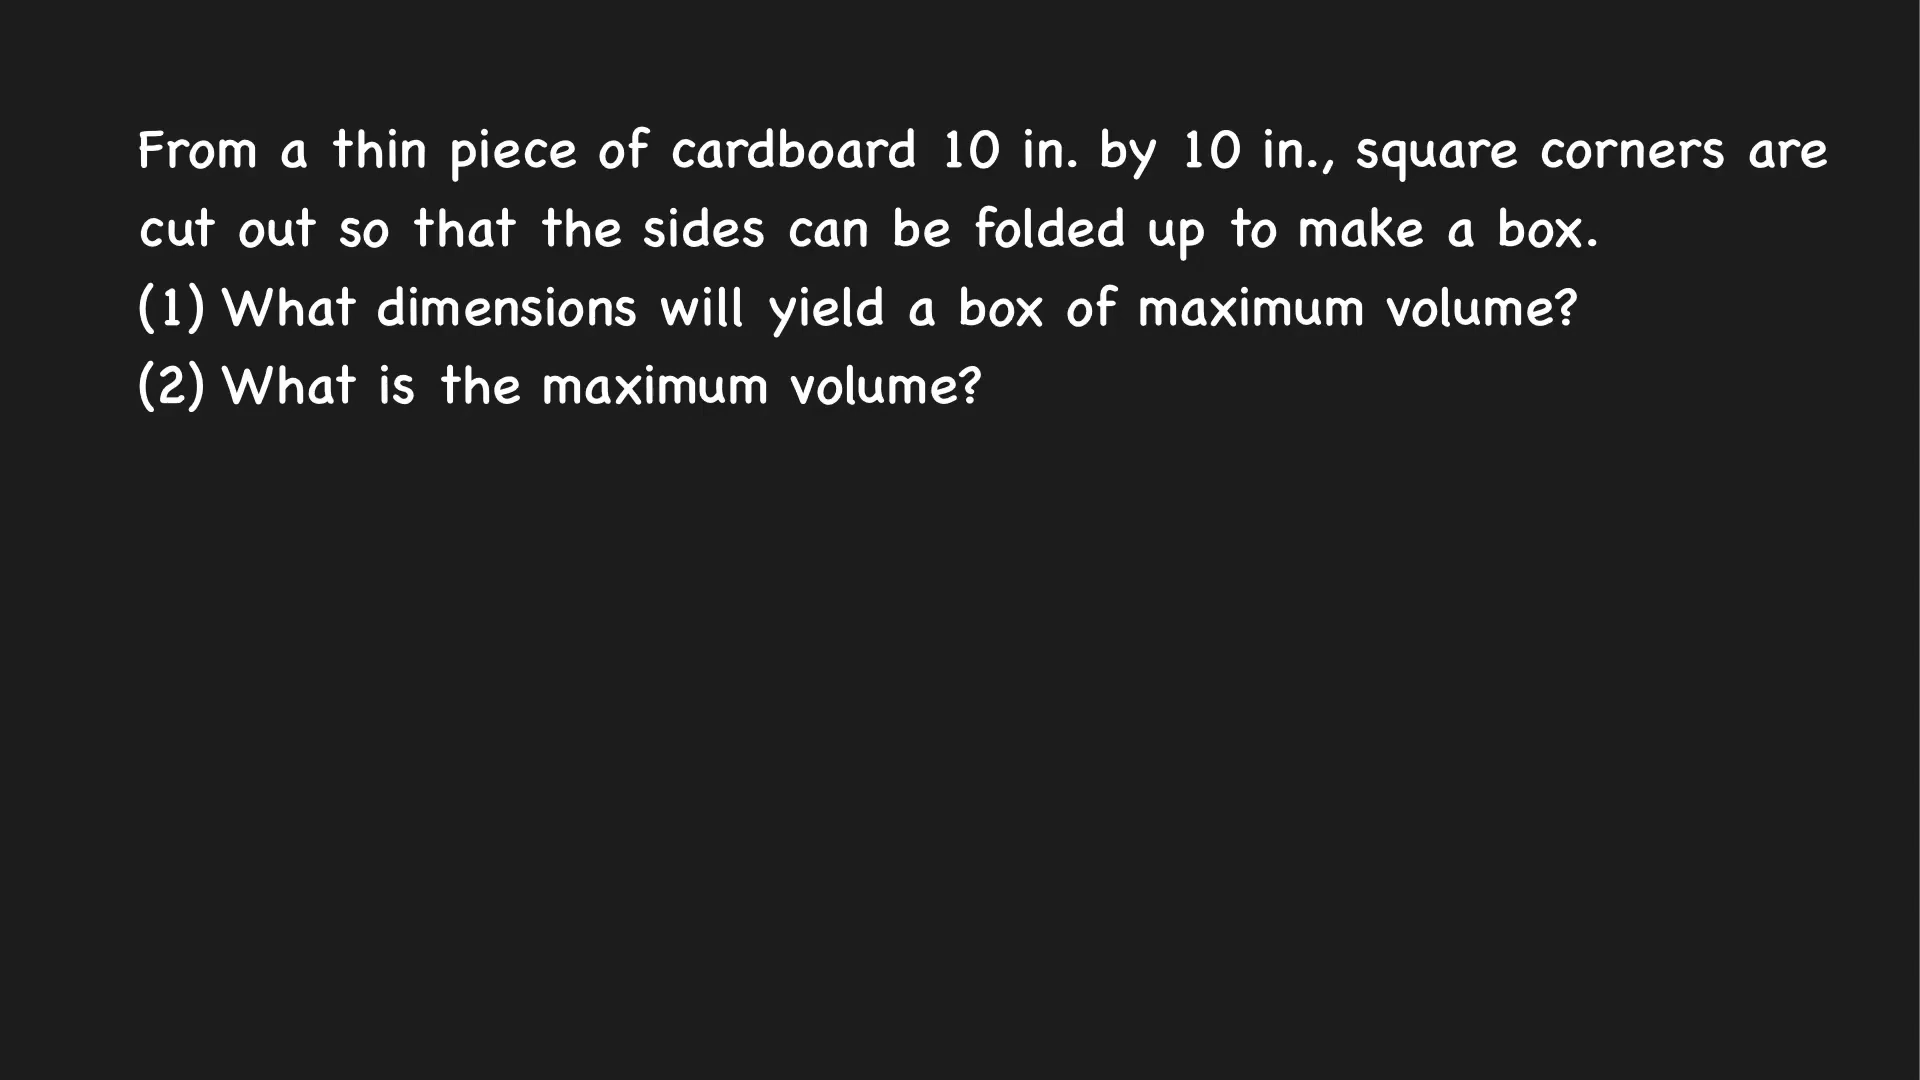 From a thin piece of cardboard 10 in. by 10 in., square corners are
cut out so that the sides can be folded up to make a box.
(1) What dimensions will yield a box of maximum volume?
(2) What is the maximum volume?